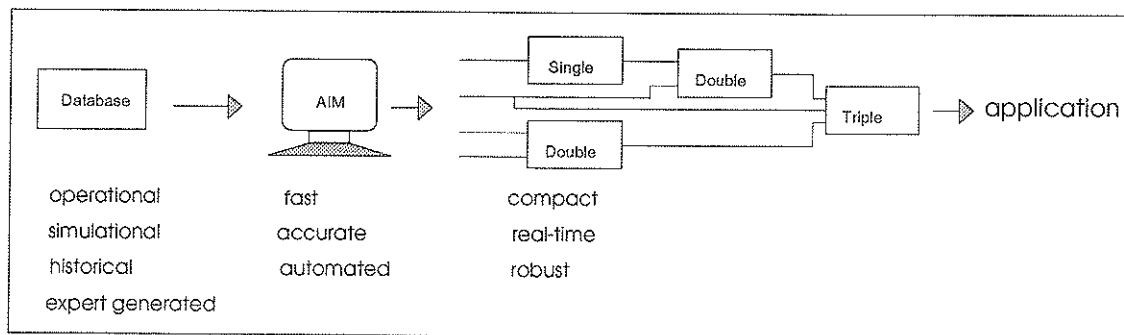 Database
AIM
Single
Double
Double
Triple
application
operational
simulational
historical
expert generated
fast
accurate
automated
compact
real-time
robust